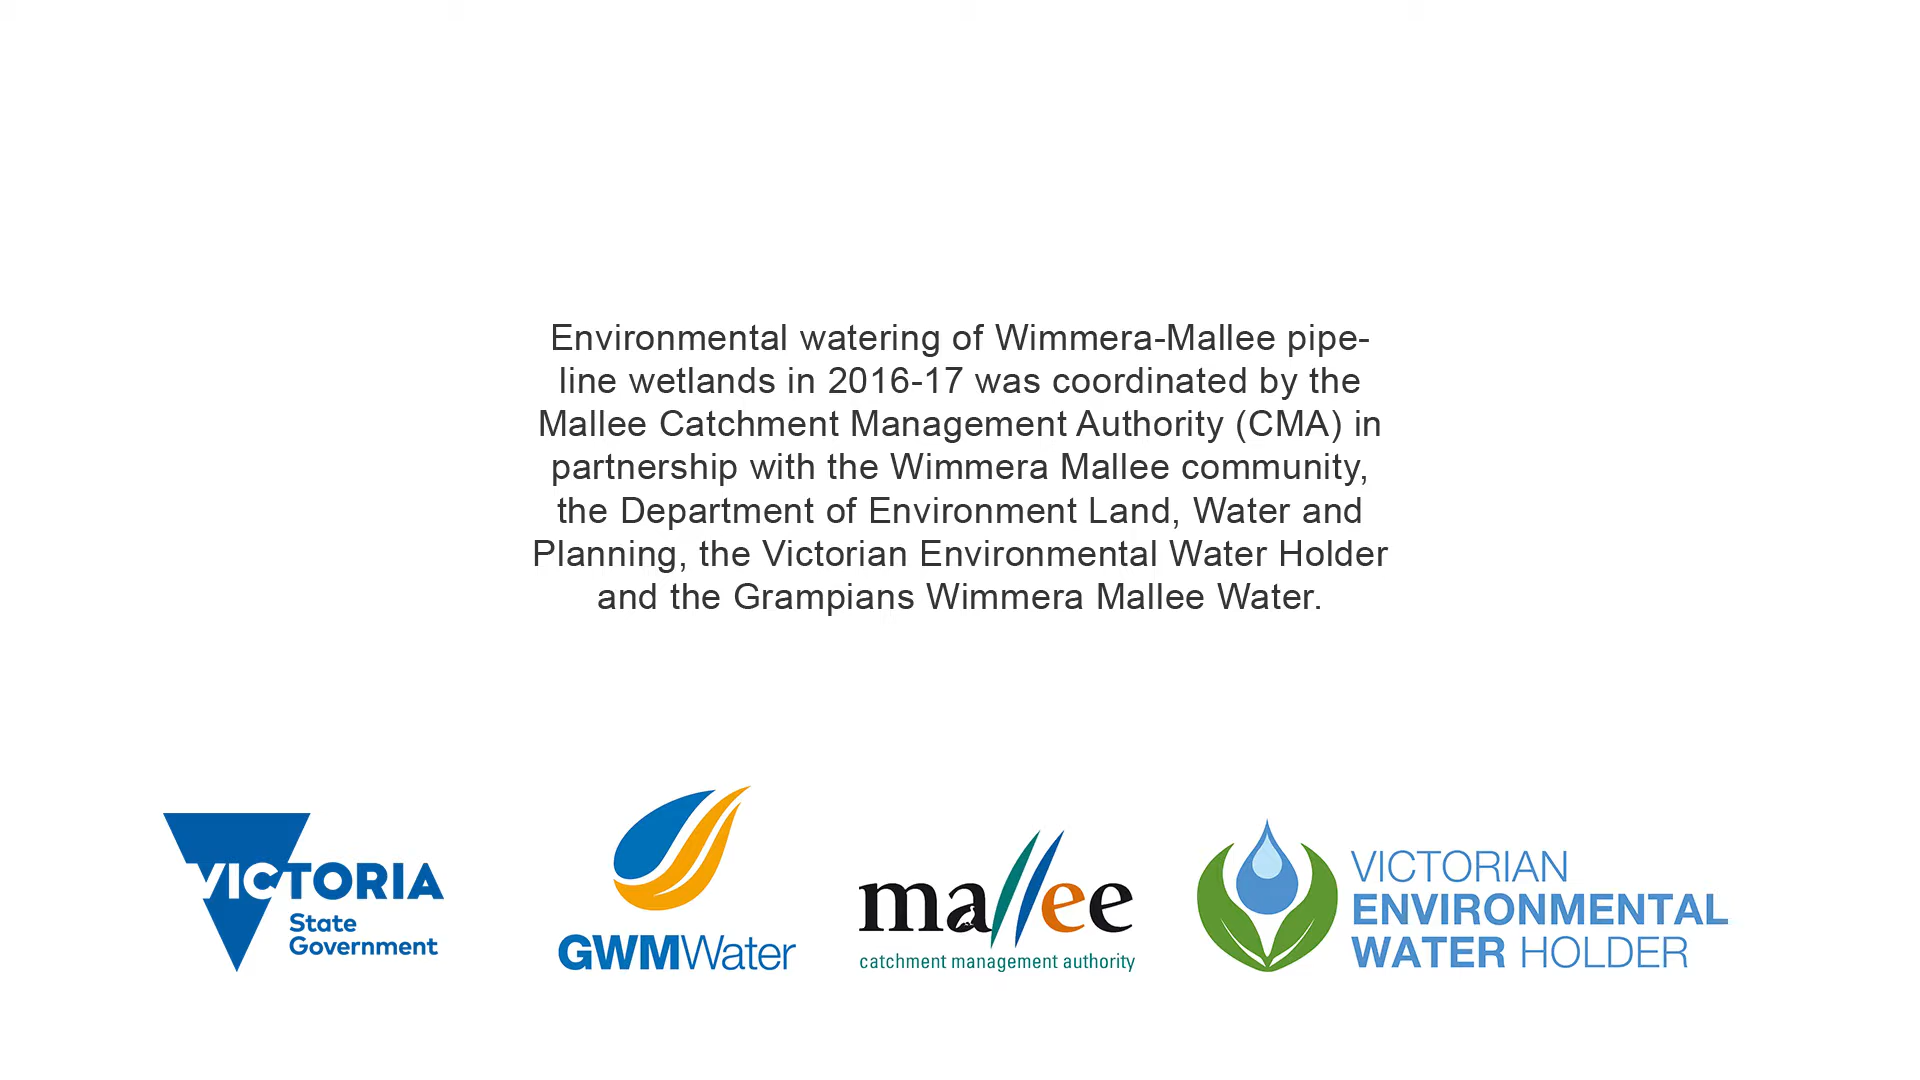 Environmental watering of Wimmera-Mallee pipe-
line wetlands in 2016-17 was coordinated by the
Mallee Catchment Management Authority (CMA) in
partnership with the Wimmera Mallee community,
the Department of Environment Land, Water and
Planning, the Victorian Environmental Water Holder
and the Grampians Wimmera Mallee Water.
VICTORIA
State
Government
GWMWater
mallee
catchment management authority
VICTORIAN
ENVIRONMENTAL
WATER HOLDER